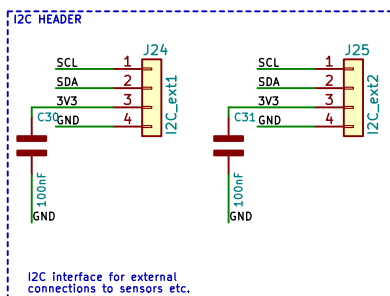 I2C HEADER
J24
SCL 1
SDA 2
3V3 3
GND 4
I2C_ext1
C30
100nF
GND
J25
SCL 1
SDA 2
3V3 3
GND 4
I2C_ext2
C31
100nF
GND
I2C interface for external
connections to sensors etc.